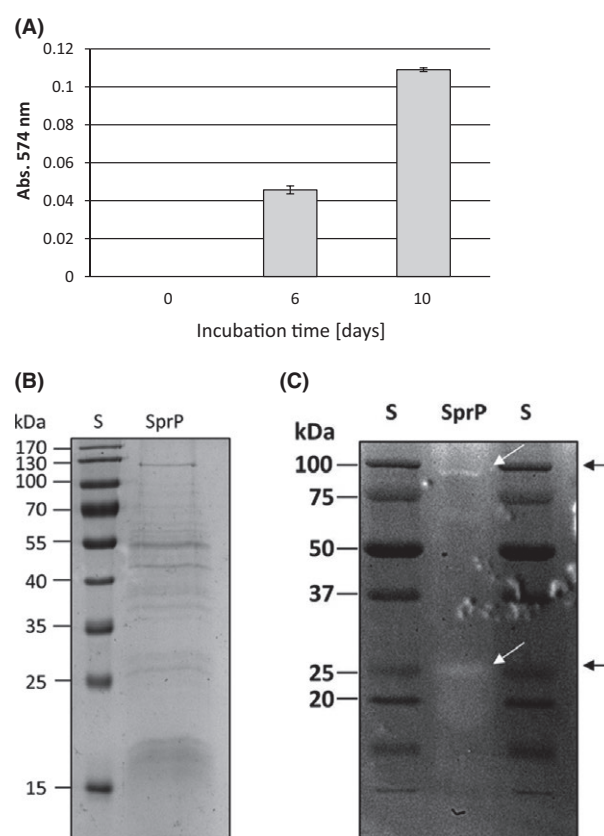 (A)
0.12
0.1
0.08
0.06
0.04
0.02
0
Abs. 574 nm
0 6 10
Incubation time [days]
(B)
kDa S SprP
170
130
100
70
55
40
35
25
15
(C)
S SprP S
kDa
100
75
50
37
25
20